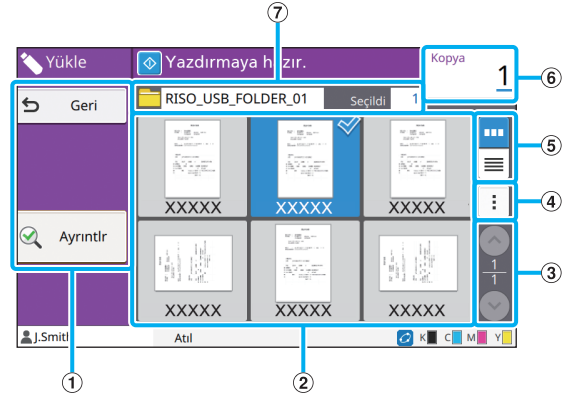 7
Yükle
Yazdırmaya hazır.
Kopya
1
6
Geri
RISO_USB_FOLDER_01
Seçildi
1
5
XXXXX
XXXXX
XXXXX
4
Ayrıntlr
1
1
3
XXXXX
XXXXX
XXXXX
J.Smith
Atıl
K
C
M
Y
1
2